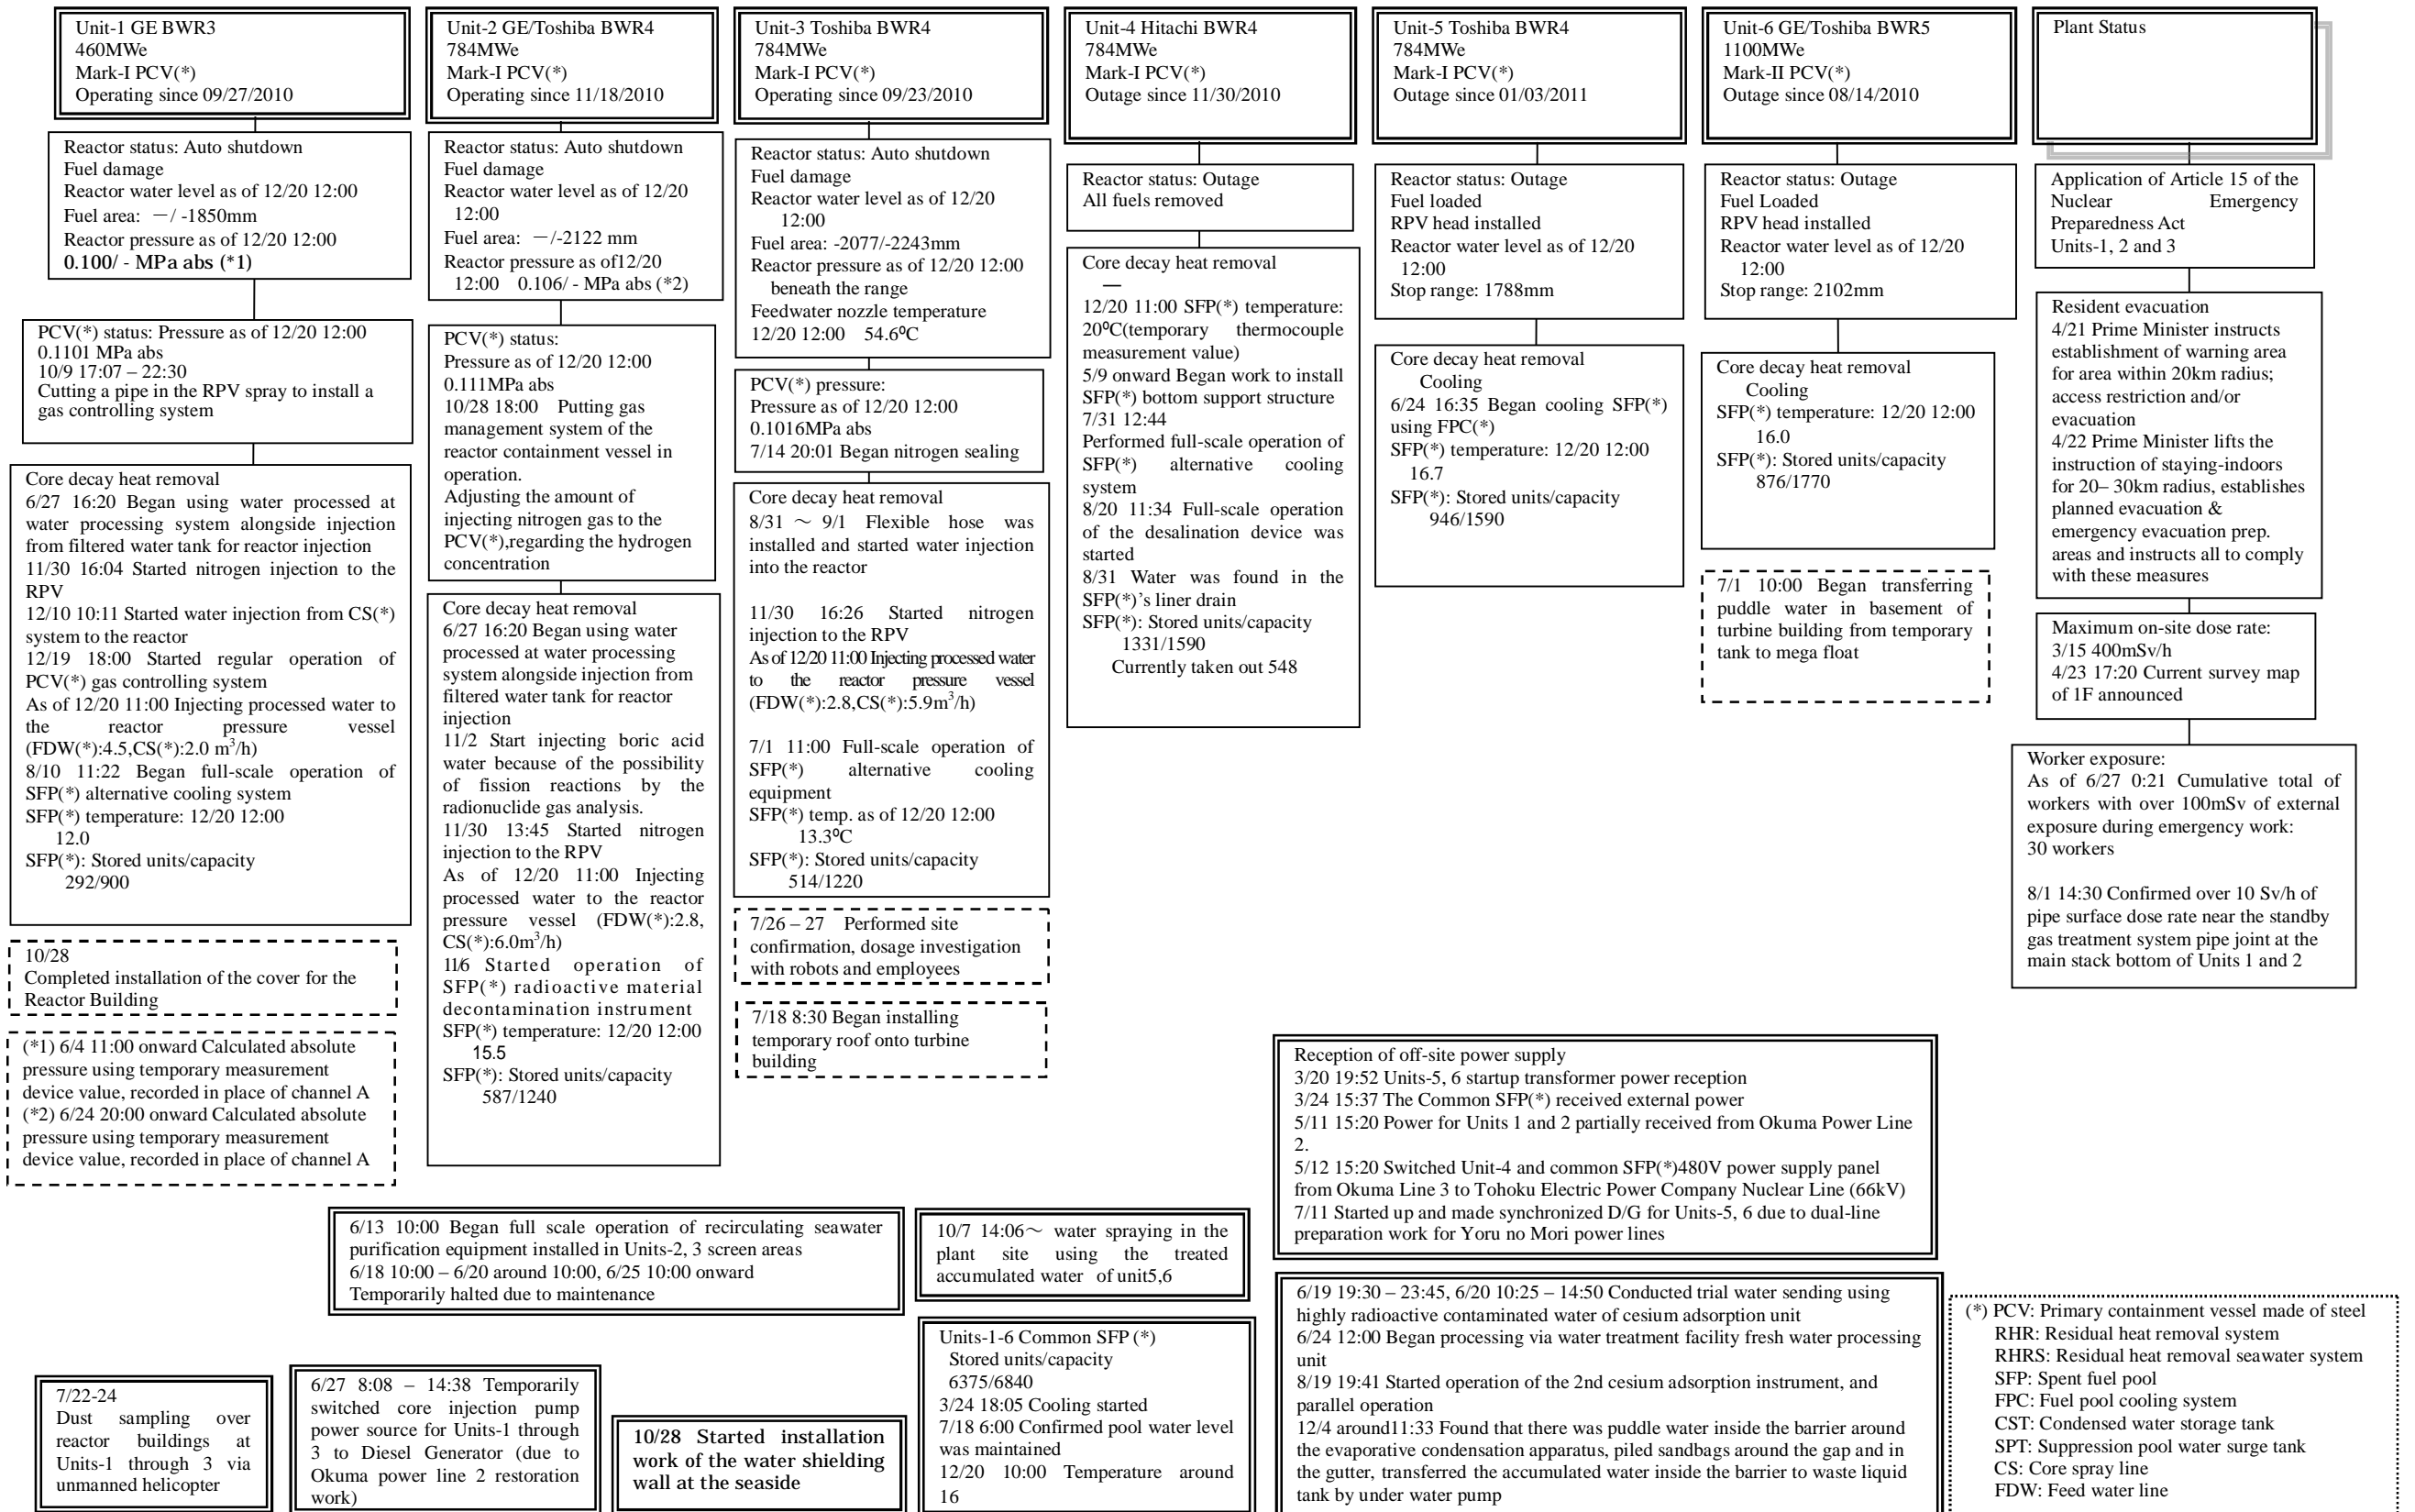 Unit-1 GE BWR3
460MWe
Mark-I PCV(*)
Operating since 09/27/2010
Reactor status: Auto shutdown
Fuel damage
Reactor water level as of 12/20 12:00
Fuel area: －/ -1850mm
Reactor pressure as of 12/20 12:00
0.100/ - MPa abs (*1)
PCV(*) status: Pressure as of 12/20 12:00
0.1101 MPa abs
10/9 17:07 – 22:30
Cutting a pipe in the RPV spray to install a
gas controlling system
Core decay heat removal
6/27 16:20 Began using water processed at
water processing system alongside injection
from filtered water tank for reactor injection
11/30 16:04 Started nitrogen injection to the
RPV
12/10 10:11 Started water injection from CS(*)
system to the reactor
12/19 18:00 Started regular operation of
PCV(*) gas controlling system
As of 12/20 11:00 Injecting processed water to
the reactor pressure vessel
(FDW(*):4.5,CS(*):2.0 m³/h)
8/10 11:22 Began full-scale operation of
SFP(*) alternative cooling system
SFP(*) temperature: 12/20 12:00
12.0
SFP(*): Stored units/capacity
292/900
10/28
Completed installation of the cover for the
Reactor Building
(*1) 6/4 11:00 onward Calculated absolute
pressure using temporary measurement
device value, recorded in place of channel A
(*2) 6/24 20:00 onward Calculated absolute
pressure using temporary measurement
device value, recorded in place of channel A
Unit-2 GE/Toshiba BWR4
784MWe
Mark-I PCV(*)
Operating since 11/18/2010
Reactor status: Auto shutdown
Fuel damage
Reactor water level as of 12/20
12:00
Fuel area: －/-2122 mm
Reactor pressure as of12/20
12:00 0.106/ - MPa abs (*2)
PCV(*) status:
Pressure as of 12/20 12:00
0.111MPa abs
10/28 18:00 Putting gas
management system of the
reactor containment vessel in
operation.
Adjusting the amount of
injecting nitrogen gas to the
PCV(*),regarding the hydrogen
concentration
Core decay heat removal
6/27 16:20 Began using water
processed at water processing
system alongside injection from
filtered water tank for reactor
injection
11/2 Start injecting boric acid
water because of the possibility
of fission reactions by the
radionuclide gas analysis.
11/30 13:45 Started nitrogen
injection to the RPV
As of 12/20 11:00 Injecting
processed water to the reactor
pressure vessel (FDW(*):2.8,
CS(*):6.0m³/h)
11/6 Started operation of
SFP(*) radioactive material
decontamination instrument
SFP(*) temperature: 12/20 12:00
15.5
SFP(*): Stored units/capacity
587/1240
Unit-3 Toshiba BWR4
784MWe
Mark-I PCV(*)
Operating since 09/23/2010
Reactor status: Auto shutdown
Fuel damage
Reactor water level as of 12/20
12:00
Fuel area: -2077/-2243mm
Reactor pressure as of 12/20 12:00
beneath the range
Feedwater nozzle temperature
12/20 12:00 54.6⁰C
PCV(*) pressure:
Pressure as of 12/20 12:00
0.1016MPa abs
7/14 20:01 Began nitrogen sealing
Core decay heat removal
8/31 ～ 9/1 Flexible hose was
installed and started water injection
into the reactor
11/30 16:26 Started nitrogen
injection to the RPV
As of 12/20 11:00 Injecting processed water
to the reactor pressure vessel
(FDW(*):2.8,CS(*):5.9m³/h)
7/1 11:00 Full-scale operation of
SFP(*) alternative cooling
equipment
SFP(*) temp. as of 12/20 12:00
13.3⁰C
SFP(*): Stored units/capacity
514/1220
7/26 – 27 Performed site
confirmation, dosage investigation
with robots and employees
7/18 8:30 Began installing
temporary roof onto turbine
building
Unit-4 Hitachi BWR4
784MWe
Mark-I PCV(*)
Outage since 11/30/2010
Reactor status: Outage
All fuels removed
Core decay heat removal
—
12/20 11:00 SFP(*) temperature:
20⁰C(temporary thermocouple
measurement value)
5/9 onward Began work to install
SFP(*) bottom support structure
7/31 12:44
Performed full-scale operation of
SFP(*) alternative cooling
system
8/20 11:34 Full-scale operation
of the desalination device was
started
8/31 Water was found in the
SFP(*)'s liner drain
SFP(*): Stored units/capacity
1331/1590
Currently taken out 548
Unit-5 Toshiba BWR4
784MWe
Mark-I PCV(*)
Outage since 01/03/2011
Reactor status: Outage
Fuel loaded
RPV head installed
Reactor water level as of 12/20
12:00
Stop range: 1788mm
Core decay heat removal
Cooling
6/24 16:35 Began cooling SFP(*)
using FPC(*)
SFP(*) temperature: 12/20 12:00
16.7
SFP(*): Stored units/capacity
946/1590
Unit-6 GE/Toshiba BWR5
1100MWe
Mark-II PCV(*)
Outage since 08/14/2010
Reactor status: Outage
Fuel Loaded
RPV head installed
Reactor water level as of 12/20
12:00
Stop range: 2102mm
Core decay heat removal
Cooling
SFP(*) temperature: 12/20 12:00
16.0
SFP(*): Stored units/capacity
876/1770
7/1 10:00 Began transferring
puddle water in basement of
turbine building from temporary
tank to mega float
Plant Status
Application of Article 15 of the
Nuclear Emergency
Preparedness Act
Units-1, 2 and 3
Resident evacuation
4/21 Prime Minister instructs
establishment of warning area
for area within 20km radius;
access restriction and/or
evacuation
4/22 Prime Minister lifts the
instruction of staying-indoors
for 20– 30km radius, establishes
planned evacuation &
emergency evacuation prep.
areas and instructs all to comply
with these measures
Maximum on-site dose rate:
3/15 400mSv/h
4/23 17:20 Current survey map
of 1F announced
Worker exposure:
As of 6/27 0:21 Cumulative total of
workers with over 100mSv of external
exposure during emergency work:
30 workers
8/1 14:30 Confirmed over 10 Sv/h of
pipe surface dose rate near the standby
gas treatment system pipe joint at the
main stack bottom of Units 1 and 2
Reception of off-site power supply
3/20 19:52 Units-5, 6 startup transformer power reception
3/24 15:37 The Common SFP(*) received external power
5/11 15:20 Power for Units 1 and 2 partially received from Okuma Power Line
2.
5/12 15:20 Switched Unit-4 and common SFP(*)480V power supply panel
from Okuma Line 3 to Tohoku Electric Power Company Nuclear Line (66kV)
7/11 Started up and made synchronized D/G for Units-5, 6 due to dual-line
preparation work for Yoru no Mori power lines
6/13 10:00 Began full scale operation of recirculating seawater
purification equipment installed in Units-2, 3 screen areas
6/18 10:00 – 6/20 around 10:00, 6/25 10:00 onward
Temporarily halted due to maintenance
10/7 14:06～ water spraying in the
plant site using the treated
accumulated water of unit5,6
7/22-24
Dust sampling over
reactor buildings at
Units-1 through 3 via
unmanned helicopter
6/27 8:08 – 14:38 Temporarily
switched core injection pump
power source for Units-1 through
3 to Diesel Generator (due to
Okuma power line 2 restoration
work)
10/28 Started installation
work of the water shielding
wall at the seaside
Units-1-6 Common SFP (*)
Stored units/capacity
6375/6840
3/24 18:05 Cooling started
7/18 6:00 Confirmed pool water level
was maintained
12/20 10:00 Temperature around
16
6/19 19:30 – 23:45, 6/20 10:25 – 14:50 Conducted trial water sending using
highly radioactive contaminated water of cesium adsorption unit
6/24 12:00 Began processing via water treatment facility fresh water processing
unit
8/19 19:41 Started operation of the 2nd cesium adsorption instrument, and
parallel operation
12/4 around11:33 Found that there was puddle water inside the barrier around
the evaporative condensation apparatus, piled sandbags around the gap and in
the gutter, transferred the accumulated water inside the barrier to waste liquid
tank by under water pump
(*) PCV: Primary containment vessel made of steel
RHR: Residual heat removal system
RHRS: Residual heat removal seawater system
SFP: Spent fuel pool
FPC: Fuel pool cooling system
CST: Condensed water storage tank
SPT: Suppression pool water surge tank
CS: Core spray line
FDW: Feed water line